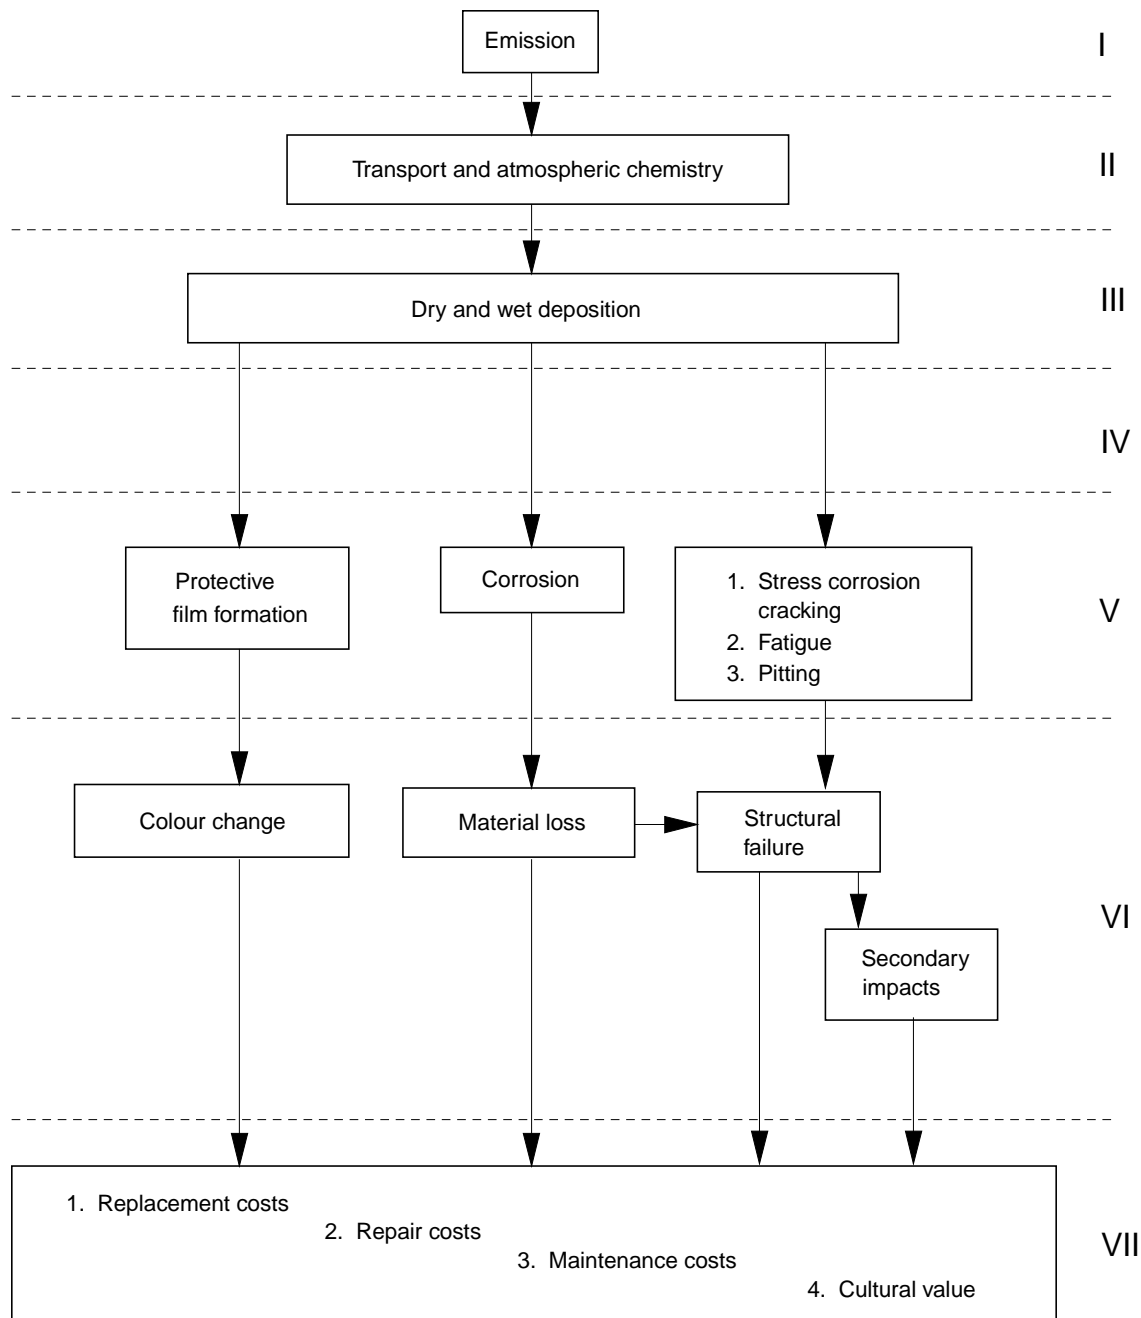 Emission
I
Transport and atmospheric chemistry
II
Dry and wet deposition
III
IV
Protective
film formation
Corrosion
1. Stress corrosion
cracking
2. Fatigue
3. Pitting
V
Colour change
Material loss
Structural
failure
VI
Secondary
impacts
1. Replacement costs
2. Repair costs
3. Maintenance costs
4. Cultural value
VII